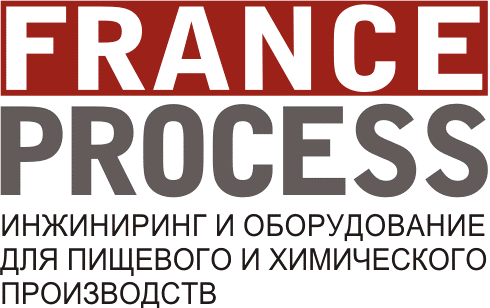 FRANCE
PROCESS
ИНЖИНИРИНГ И ОБОРУДОВАНИЕ
ДЛЯ ПИЩЕВОГО И ХИМИЧЕСКОГО
ПРОИЗВОДСТВ